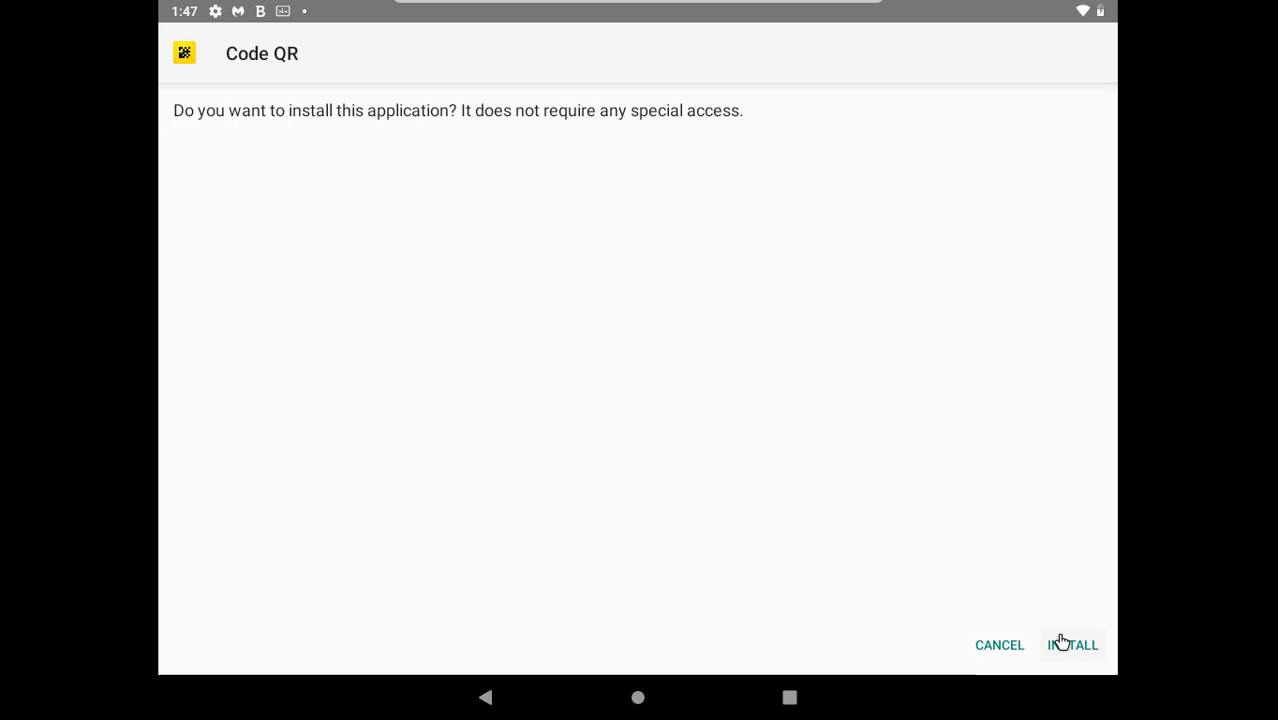 1:47
Code QR
Do you want to install this application? It does not require any special access.
CANCEL
INSTALL